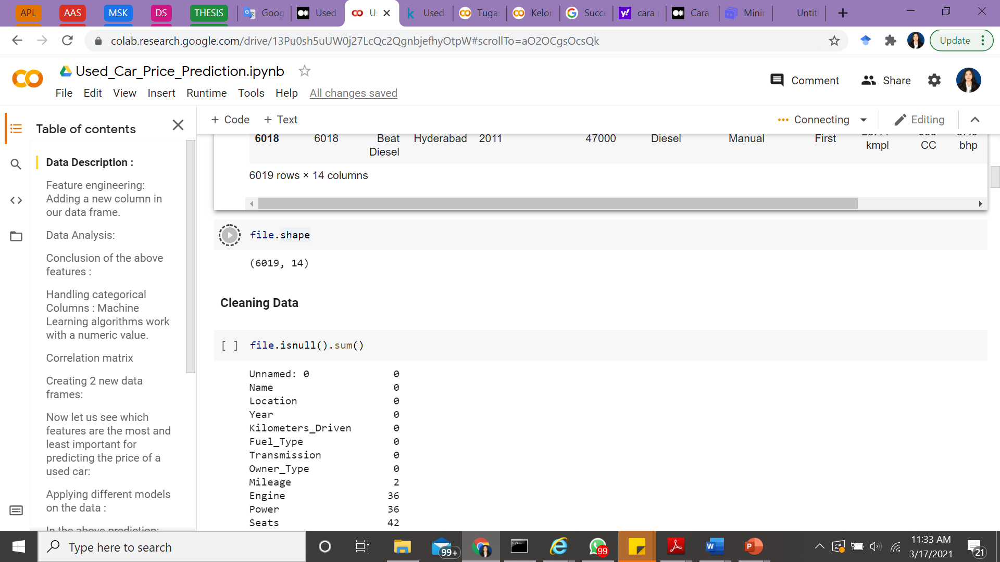 APL
AAS
MSK
DS
THESIS
Goog
Used
U
Used
Tuga
Kelon
Succe
cara
Cara
Minir
Untit
colab.research.google.com/drive/13Pu0sh5uUW0j27LcQc2QgnbjefhyOtpW#scrollTo=aO2OCgsOcsQk
Update
Used_Car_Price_Prediction.ipynb
Comment
Share
File Edit View Insert Runtime Tools Help All changes saved
+ Code + Text
Connecting
Editing
Table of contents
Data Description :
Feature engineering:
Adding a new column in
our data frame.
Data Analysis:
Conclusion of the above
features :
Handling categorical
Columns : Machine
Learning algorithms work
with a numeric value.
Correlation matrix
Creating 2 new data
frames:
Now let us see which
features are the most and
least important for
predicting the price of a
used car:
Applying different models
on the data :
In the above prediction:
6018 6018 Beat Hyderabad 2011 47000 Diesel Manual First
Diesel kmpl CC bhp
6019 rows × 14 columns
file.shape
(6019, 14)
Cleaning Data
[ ] file.isnull().sum()
Unnamed: 0 0
Name 0
Location 0
Year 0
Kilometers_Driven 0
Fuel_Type 0
Transmission 0
Owner_Type 0
Mileage 2
Engine 36
Power 36
Seats 42
Type here to search
99+
99
11:33 AM
3/17/2021
21